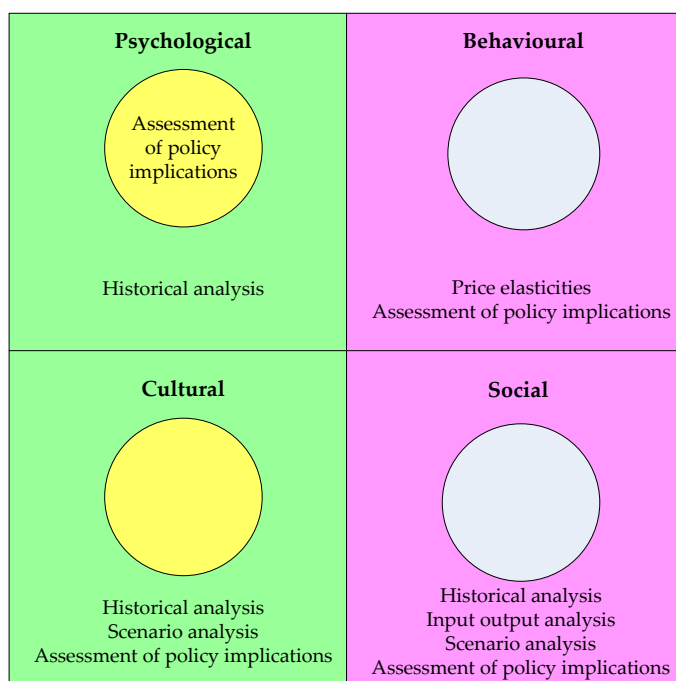 Psychological
Assessment
of policy
implications
Historical analysis
Behavioural
Price elasticities
Assessment of policy implications
Cultural
Historical analysis
Scenario analysis
Assessment of policy implications
Social
Historical analysis
Input output analysis
Scenario analysis
Assessment of policy implications